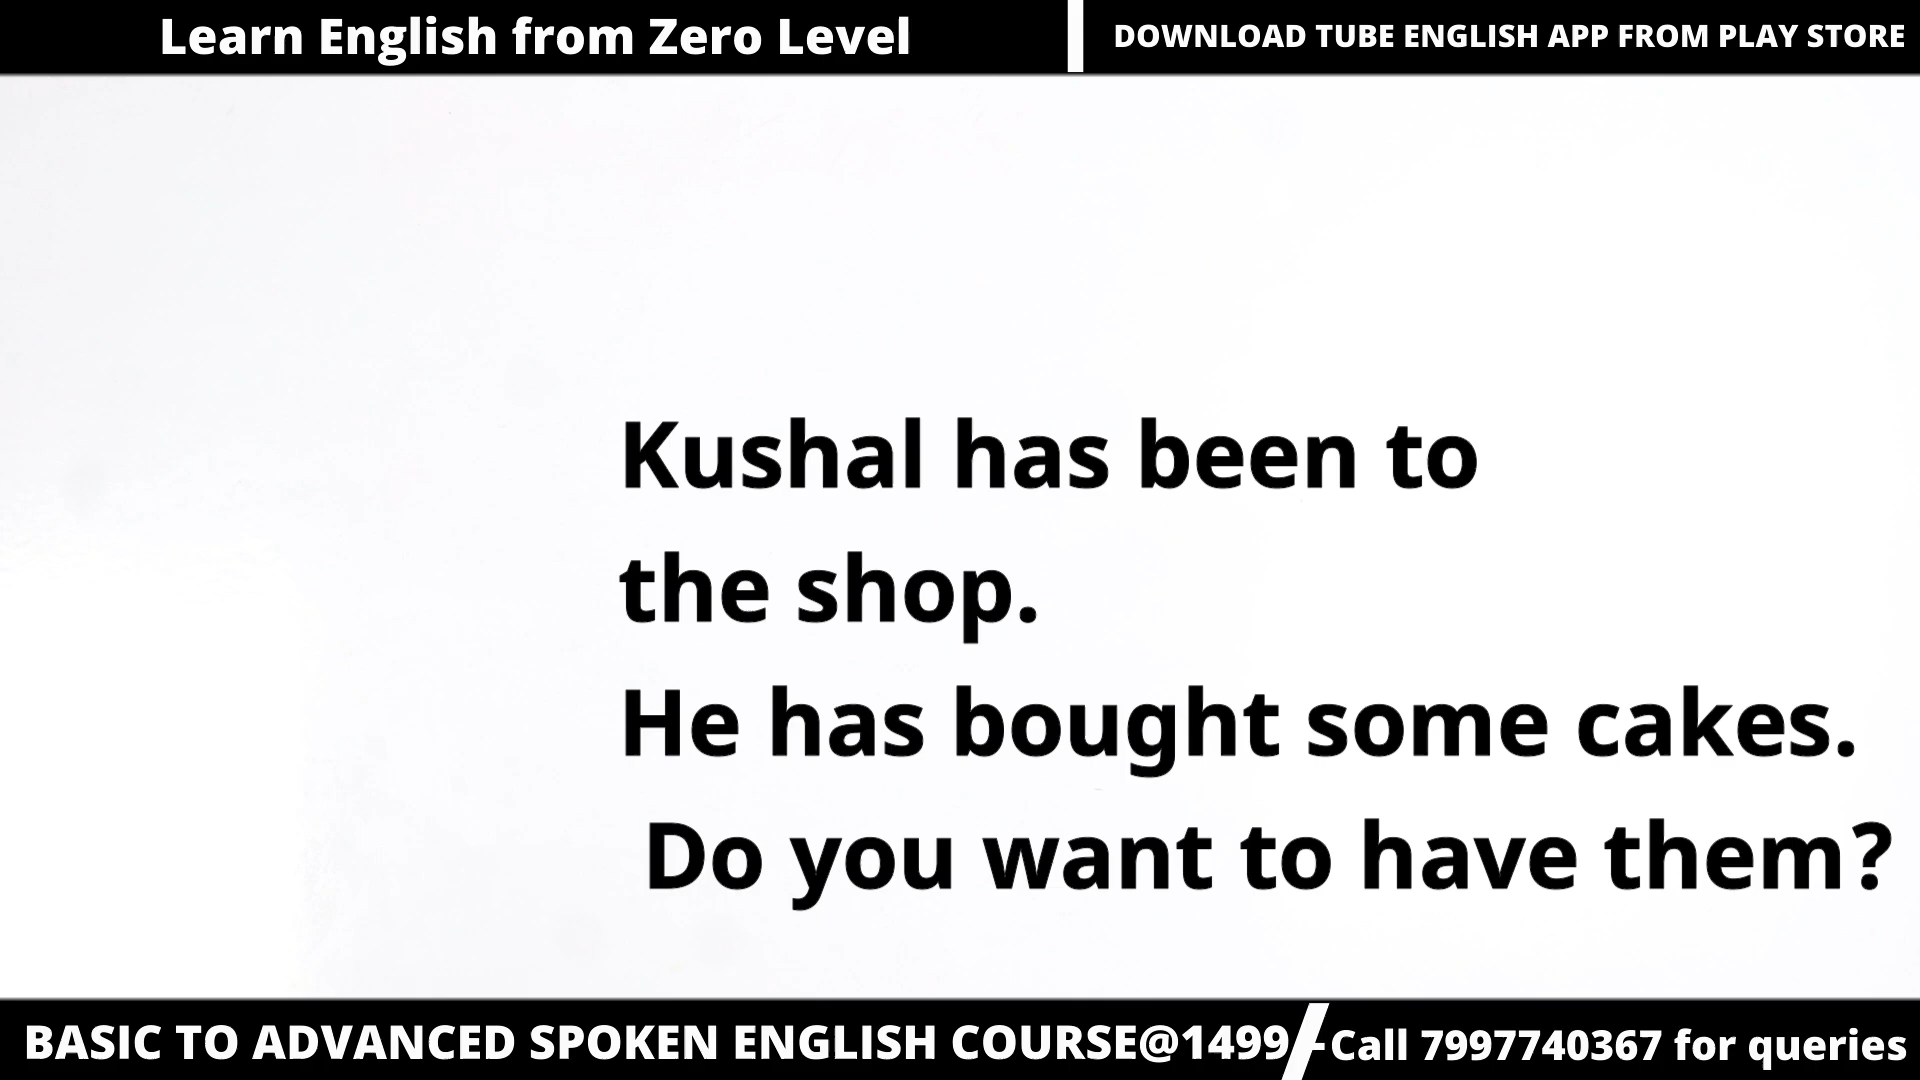 Learn English from Zero Level
DOWNLOAD TUBE ENGLISH APP FROM PLAY STORE
Kushal has been to
the shop.
He has bought some cakes.
Do you want to have them?
BASIC TO ADVANCED SPOKEN ENGLISH COURSE@1499/-
Call 7997740367 for queries